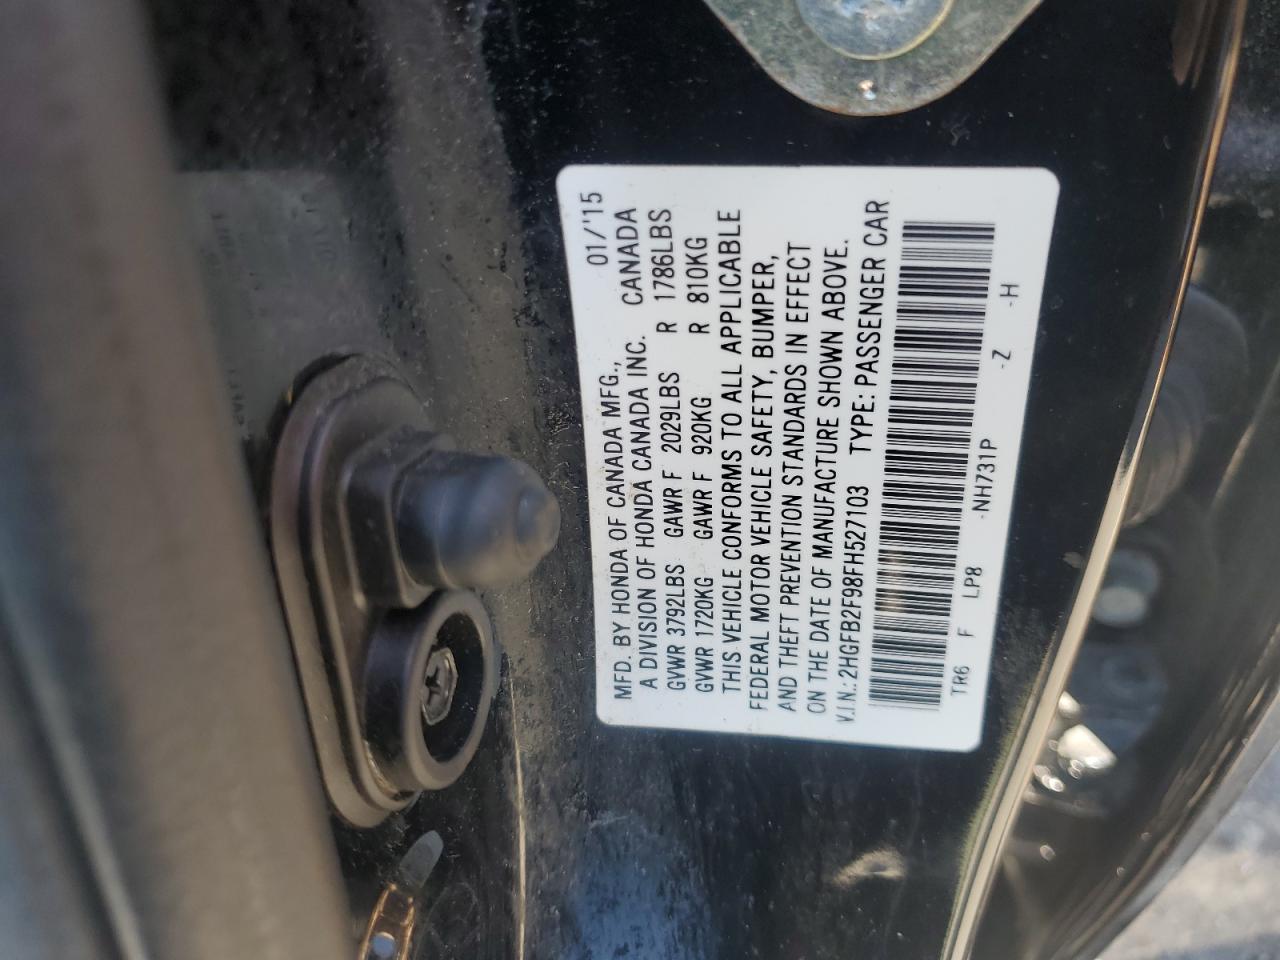 MFD. BY HONDA OF CANADA MFG., 01/'15
A DIVISION OF HONDA CANADA INC. CANADA
GVWR 3792LBS GAWR F 2029LBS R 1786LBS
GVWR 1720KG GAWR F 920KG R 810KG
THIS VEHICLE CONFORMS TO ALL APPLICABLE
FEDERAL MOTOR VEHICLE SAFETY, BUMPER,
AND THEFT PREVENTION STANDARDS IN EFFECT
ON THE DATE OF MANUFACTURE SHOWN ABOVE.
V.I.N.: 2HGFB2F98FH527103 TYPE: PASSENGER CAR
TR6 F LP8 -NH731P -Z -H